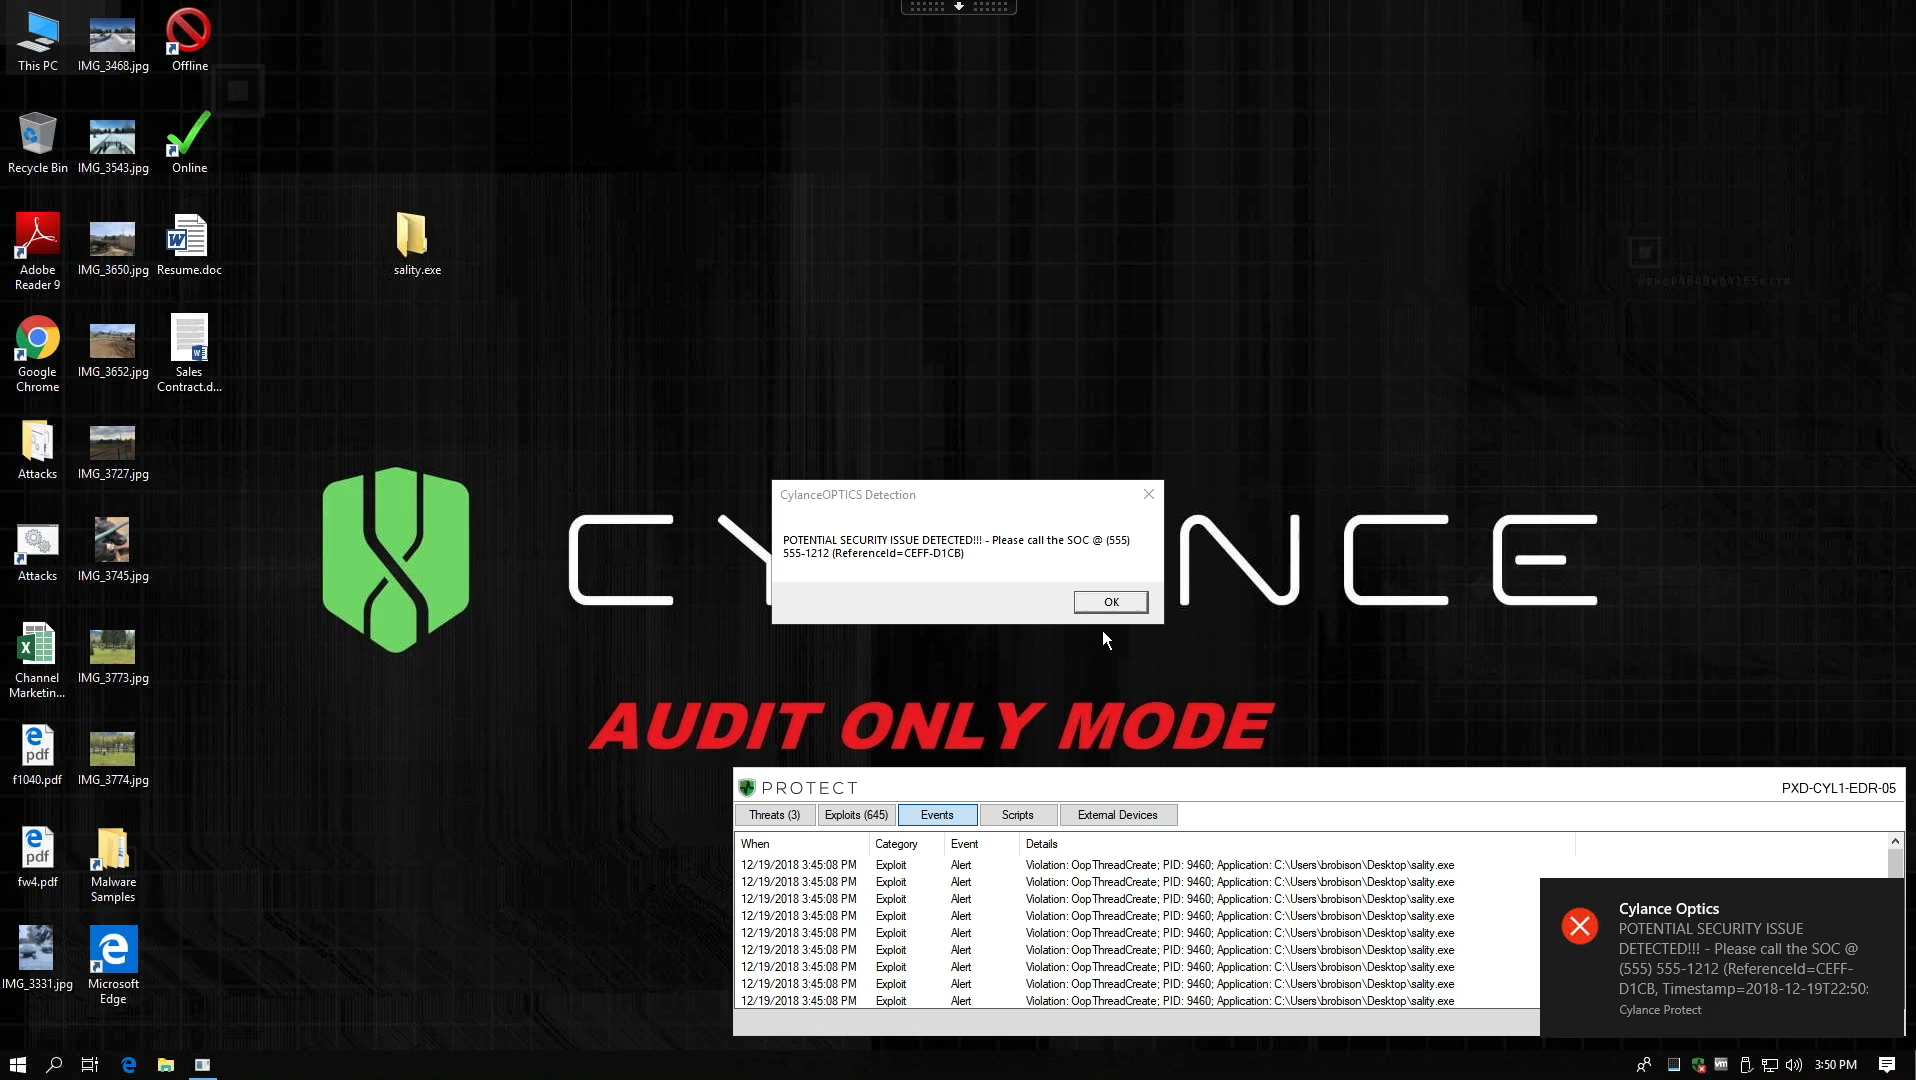 This PC
IMG_3468.jpg
Offline
Recycle Bin
IMG_3543.jpg
Online
Adobe
Reader 9
IMG_3650.jpg
Resume.doc
sality.exe
Google
Chrome
IMG_3652.jpg
Sales
Contract.d...
Attacks
IMG_3727.jpg
Attacks
IMG_3745.jpg
Channel
Marketin...
IMG_3773.jpg
pdf
f1040.pdf
IMG_3774.jpg
pdf
fw4.pdf
Malware
Samples
IMG_3331.jpg
Microsoft
Edge
CylanceOPTICS Detection
POTENTIAL SECURITY ISSUE DETECTED!!! - Please call the SOC @ (555)
555-1212 (ReferenceId=CEFF-D1CB)
OK
CY NCE
AUDIT ONLY MODE
PROTECT
PXD-CYL1-EDR-05
Threats (3)
Exploits (645)
Events
Scripts
External Devices
When Category Event Details
12/19/2018 3:45:08 PM Exploit Alert Violation: OopThreadCreate; PID: 9460; Application: C:\Users\brobison\Desktop\sality.exe
12/19/2018 3:45:08 PM Exploit Alert Violation: OopThreadCreate; PID: 9460; Application: C:\Users\brobison\Desktop\sality.exe
12/19/2018 3:45:08 PM Exploit Alert Violation: OopThreadCreate; PID: 9460; Application: C:\Users\brobison\Desktop\sality.exe
12/19/2018 3:45:08 PM Exploit Alert Violation: OopThreadCreate; PID: 9460; Application: C:\Users\brobison\Desktop\sality.exe
12/19/2018 3:45:08 PM Exploit Alert Violation: OopThreadCreate; PID: 9460; Application: C:\Users\brobison\Desktop\sality.exe
12/19/2018 3:45:08 PM Exploit Alert Violation: OopThreadCreate; PID: 9460; Application: C:\Users\brobison\Desktop\sality.exe
12/19/2018 3:45:08 PM Exploit Alert Violation: OopThreadCreate; PID: 9460; Application: C:\Users\brobison\Desktop\sality.exe
12/19/2018 3:45:08 PM Exploit Alert Violation: OopThreadCreate; PID: 9460; Application: C:\Users\brobison\Desktop\sality.exe
12/19/2018 3:45:08 PM Exploit Alert Violation: OopThreadCreate; PID: 9460; Application: C:\Users\brobison\Desktop\sality.exe
Cylance Optics
POTENTIAL SECURITY ISSUE
DETECTED!!! - Please call the SOC @
(555) 555-1212 (ReferenceId=CEFF-
D1CB, Timestamp=2018-12-19T22:50:
Cylance Protect
vm
3:50 PM